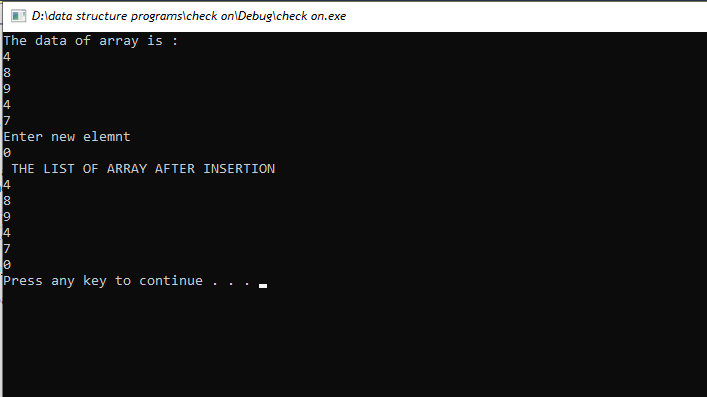 D:\data structure programs\check on\Debug\check on.exe
The data of array is :
4
8
9
4
7
Enter new elemnt
0
THE LIST OF ARRAY AFTER INSERTION
4
8
9
4
7
0
Press any key to continue . . .